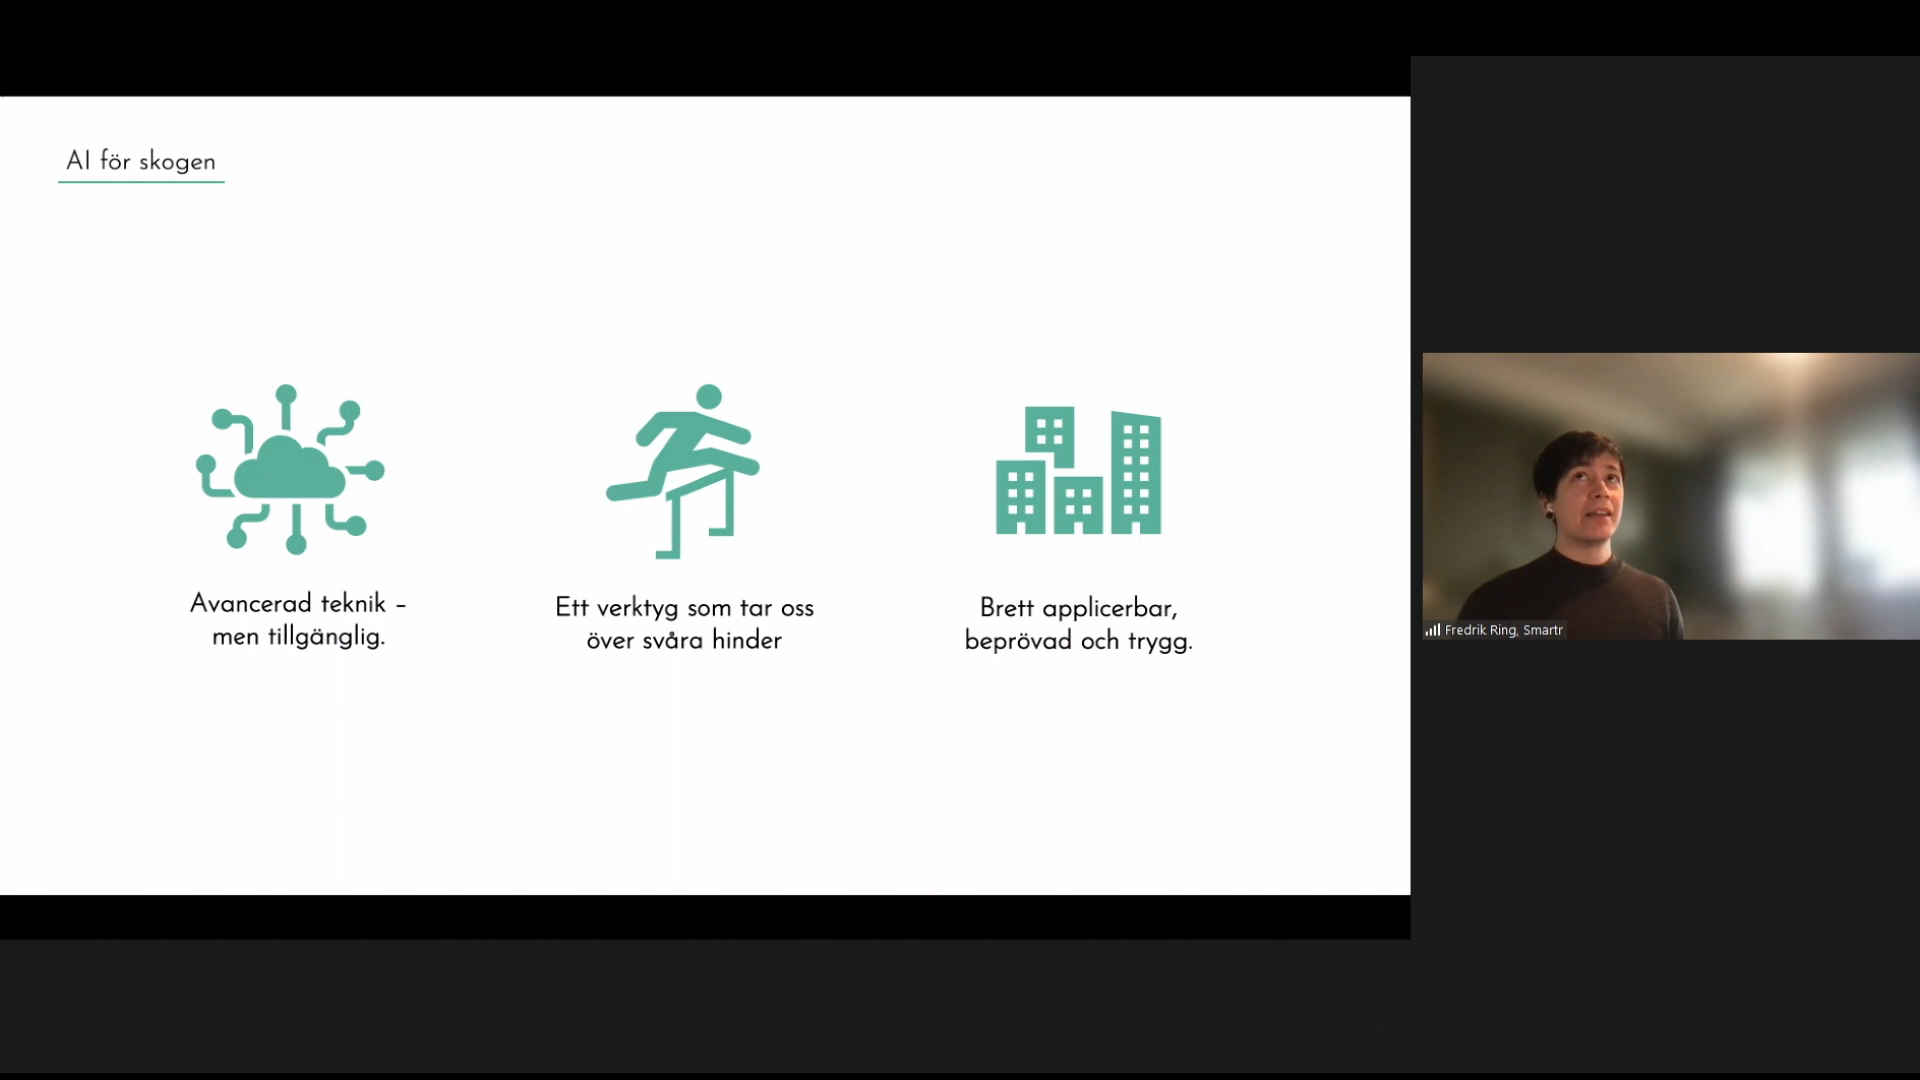 AI för skogen
Avancerad teknik –
men tillgänglig.
Ett verktyg som tar oss
över svåra hinder
Brett applicerbar,
beprövad och trygg.
Fredrik Ring, Smartr